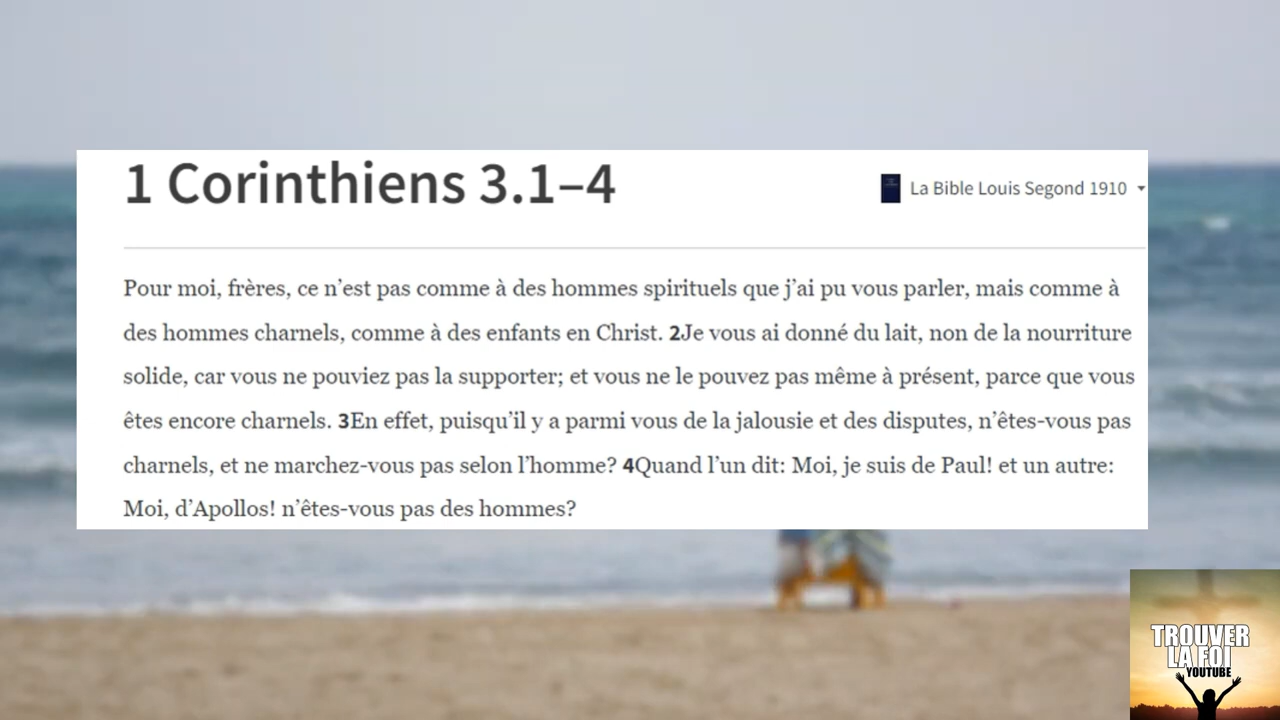 1 Corinthiens 3.1–4
La Bible Louis Segond 1910
Pour moi, frères, ce n’est pas comme à des hommes spirituels que j’ai pu vous parler, mais comme à
des hommes charnels, comme à des enfants en Christ. 2Je vous ai donné du lait, non de la nourriture
solide, car vous ne pouviez pas la supporter; et vous ne le pouvez pas même à présent, parce que vous
êtes encore charnels. 3En effet, puisqu’il y a parmi vous de la jalousie et des disputes, n’êtes-vous pas
charnels, et ne marchez-vous pas selon l’homme? 4Quand l’un dit: Moi, je suis de Paul! et un autre:
Moi, d’Apollos! n’êtes-vous pas des hommes?
TROUVER
LA FOI
YOUTUBE